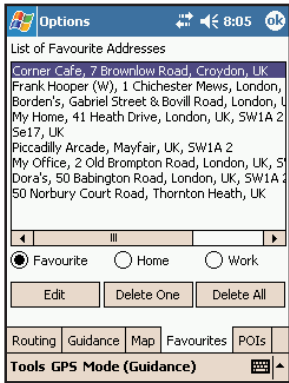 Options 8:05 ok
List of Favourite Addresses
Corner Cafe, 7 Brownlow Road, Croydon, UK
Frank Hooper (W), 1 Chichester Mews, London,
Borden's, Gabriel Street & Bovill Road, London, U
My Home, 41 Heath Drive, London, UK, SW1A 2
Se17, UK
Piccadilly Arcade, Mayfair, UK, SW1A 2
My Office, 2 Old Brompton Road, London, UK, S
Dora's, 50 Babington Road, London, UK, SW1A 2
50 Norbury Court Road, Thornton Heath, UK
Favourite Home Work
Edit Delete One Delete All
Routing Guidance Map Favourites POIs
Tools GPS Mode (Guidance)